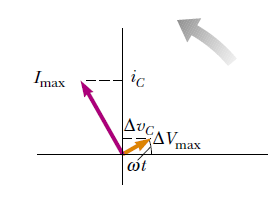 I_max i_C
Δv_C ΔV_max
ωt